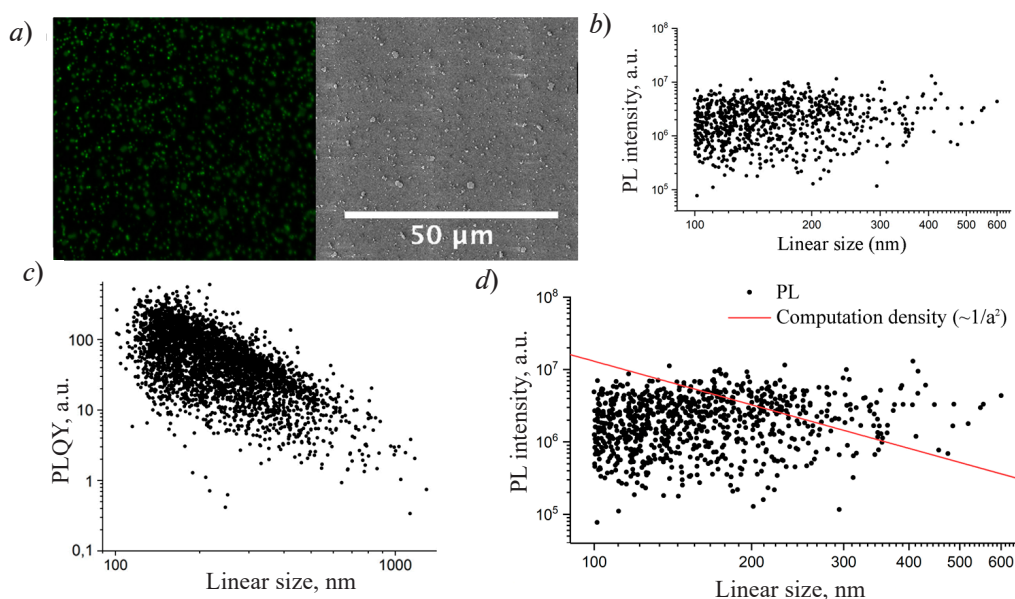 a)
50 μm
b)
PL intensity, a.u.
10⁸
10⁷
10⁶
10⁵
100 200 300 400 500 600
Linear size (nm)
c)
PLQY, a.u.
100
10
1
0,1
100 1000
Linear size, nm
d)
PL intensity, a.u.
10⁸
10⁷
10⁶
10⁵
PL
Computation density (~1/a²)
100 200 300 400 500 600
Linear size, nm